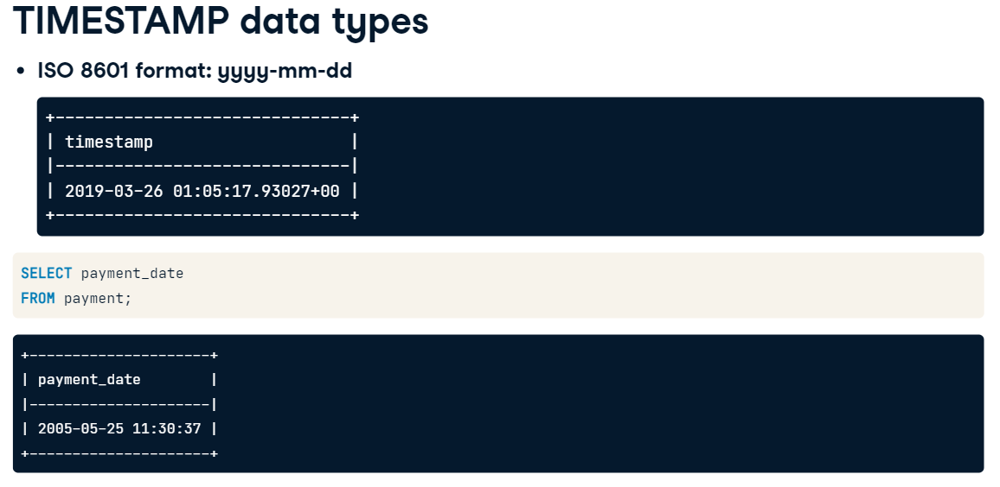 TIMESTAMP data types
• ISO 8601 format: yyyy-mm-dd
+------------------------------+
| timestamp                    |
|------------------------------|
| 2019-03-26 01:05:17.93027+00 |
+------------------------------+
SELECT payment_date
FROM payment;
+---------------------+
| payment_date        |
|---------------------|
| 2005-05-25 11:30:37 |
+---------------------+